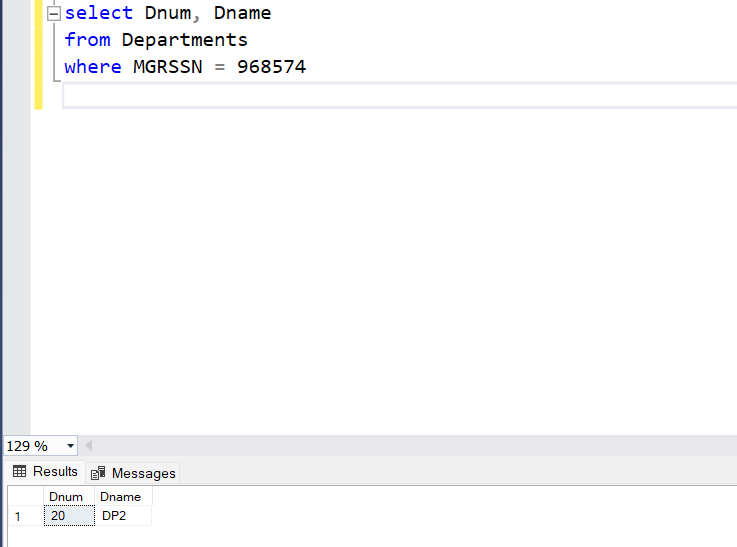 select Dnum, Dname
from Departments
where MGRSSN = 968574
129 %
Results Messages
Dnum Dname
1 20 DP2